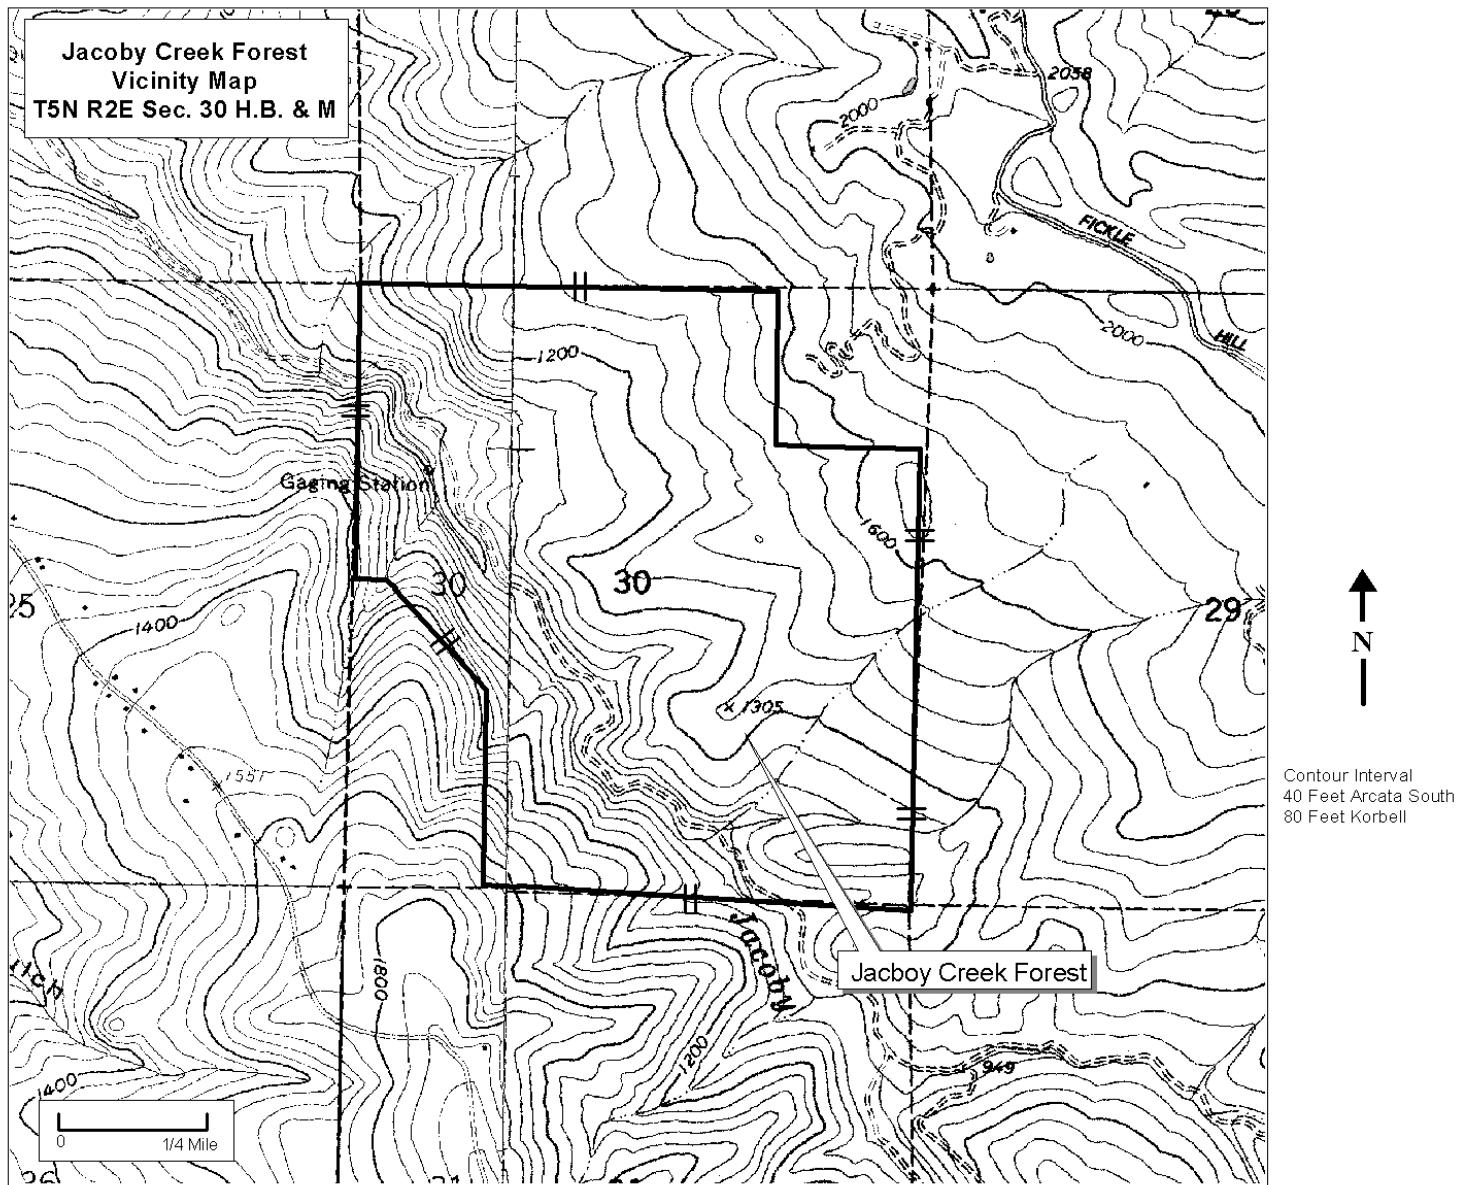 Jacoby Creek Forest
Vicinity Map
T5N R2E Sec. 30 H.B. & M
2058
2000
FICKLE
HILL
2000
1200
Gaging Station
1600
30
30
25
29
1400
N
x 1305
1551
Contour Interval
40 Feet Arcata South
80 Feet Korbell
Jacoby
Jacboy Creek Forest
1800
1200
949
1400
0
1/4 Mile